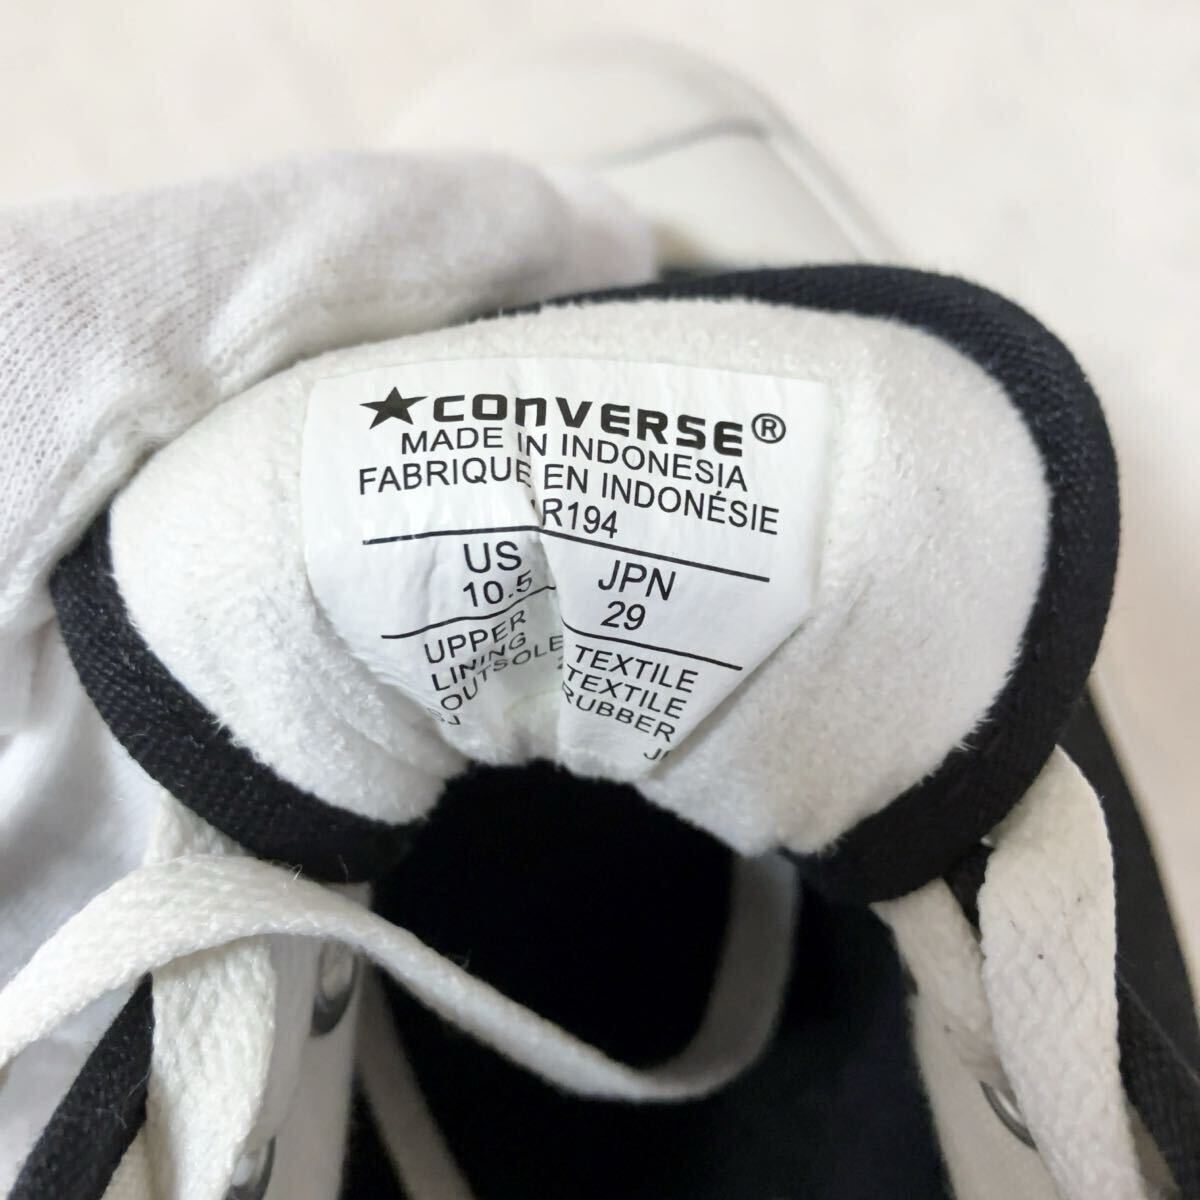 ★CONVERSE®
MADE IN INDONESIA
FABRIQUE EN INDONÉSIE
R194
US JPN
10.5 29
UPPER TEXTILE
LINING TEXTILE
OUTSOLE RUBBER